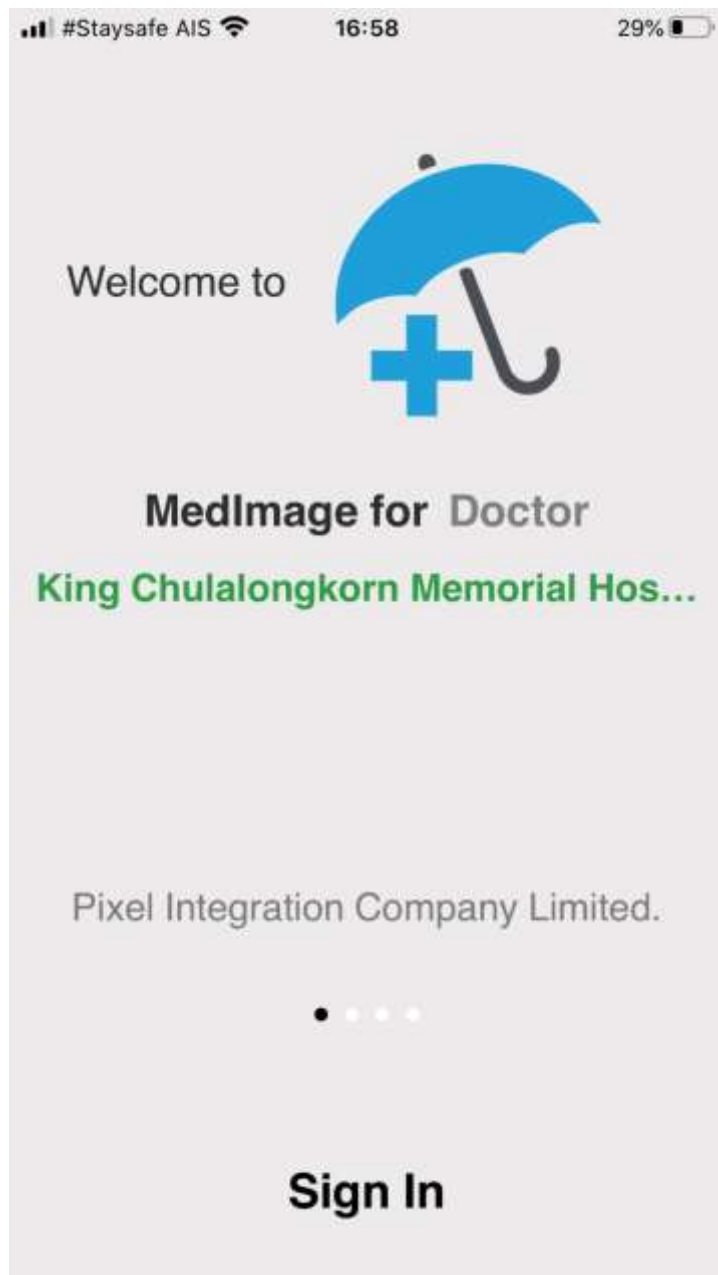 #Staysafe AIS 16:58 29%
Welcome to
MedImage for Doctor
King Chulalongkorn Memorial Hos...
Pixel Integration Company Limited.
Sign In